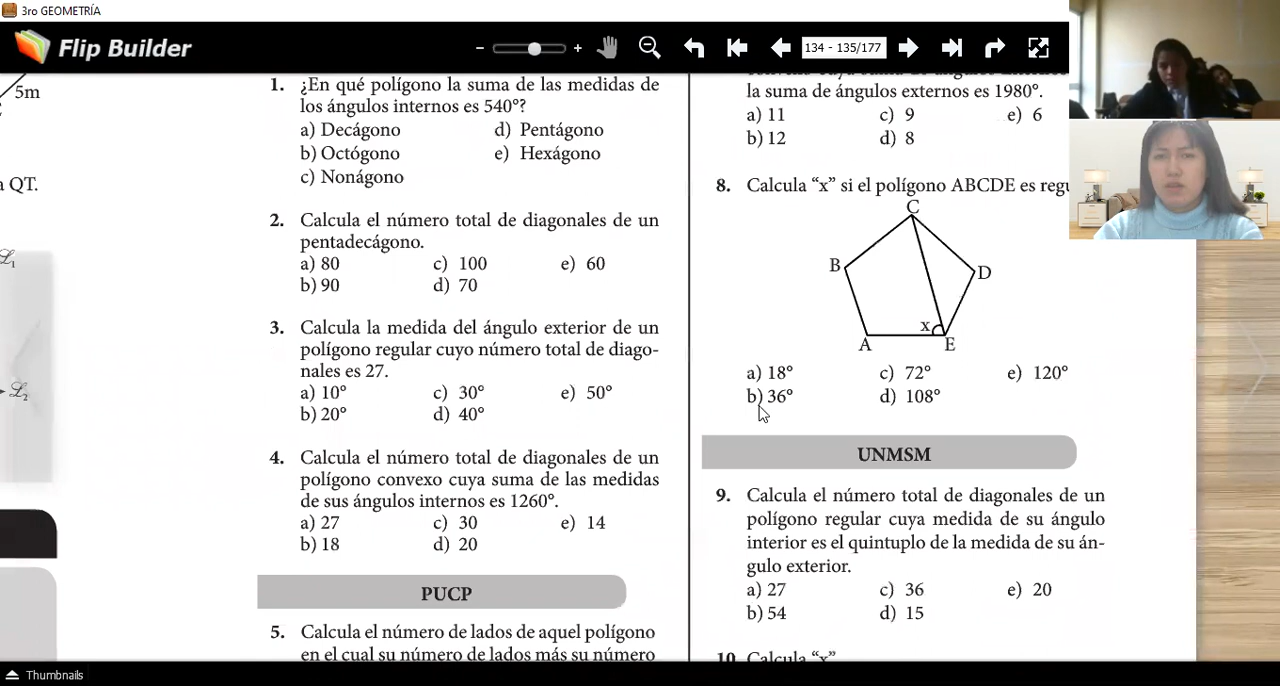 3ro GEOMETRÍA
Flip Builder
134 - 135/177
5m
QT.
ℒ1
ℒ2
1. ¿En qué polígono la suma de las medidas de
los ángulos internos es 540°?
a) Decágono d) Pentágono
b) Octógono e) Hexágono
c) Nonágono
2. Calcula el número total de diagonales de un
pentadecágono.
a) 80 c) 100 e) 60
b) 90 d) 70
3. Calcula la medida del ángulo exterior de un
polígono regular cuyo número total de diago-
nales es 27.
a) 10° c) 30° e) 50°
b) 20° d) 40°
4. Calcula el número total de diagonales de un
polígono convexo cuya suma de las medidas
de sus ángulos internos es 1260°.
a) 27 c) 30 e) 14
b) 18 d) 20
PUCP
5. Calcula el número de lados de aquel polígono
en el cual su número de lados más su número
la suma de ángulos externos es 1980°.
a) 11 c) 9 e) 6
b) 12 d) 8
8. Calcula “x” si el polígono ABCDE es regu
C
B
D
x
A
E
a) 18° c) 72° e) 120°
b) 36° d) 108°
UNMSM
9. Calcula el número total de diagonales de un
polígono regular cuya medida de su ángulo
interior es el quintuplo de la medida de su án-
gulo exterior.
a) 27 c) 36 e) 20
b) 54 d) 15
10. Calcula “x”
Thumbnails